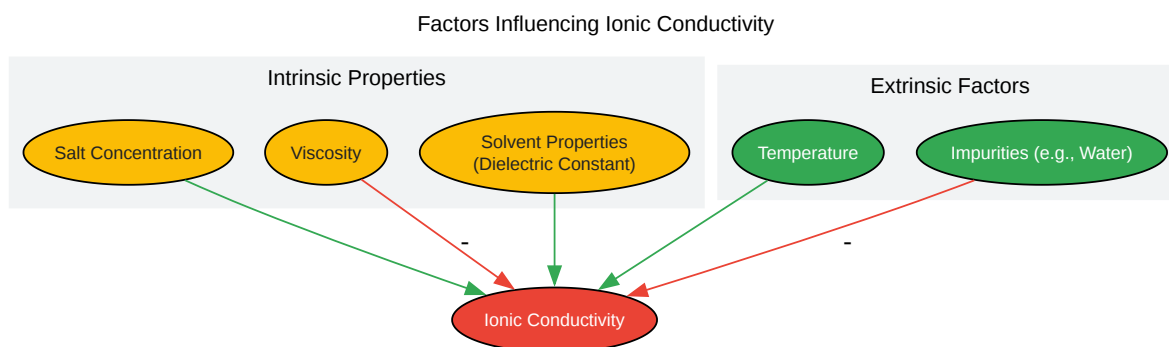 Factors Influencing Ionic Conductivity
Intrinsic Properties
Extrinsic Factors
Salt Concentration
Viscosity
Solvent Properties
(Dielectric Constant)
Temperature
Impurities (e.g., Water)
-
-
Ionic Conductivity